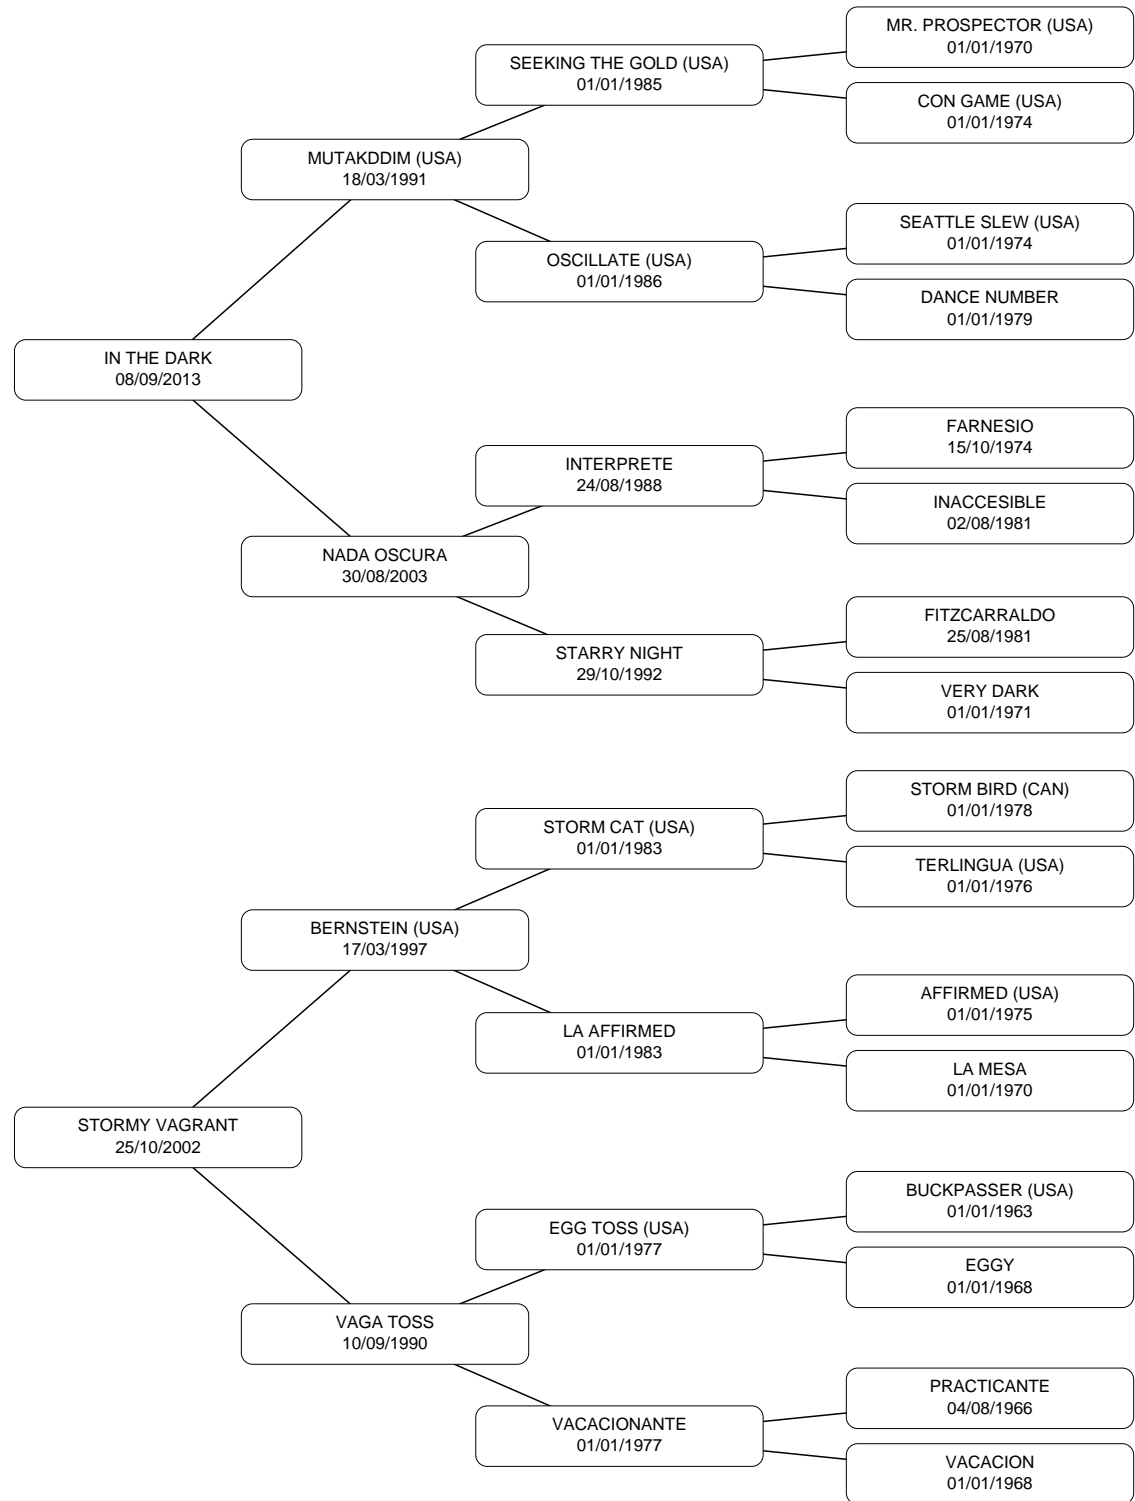 MR. PROSPECTOR (USA)
01/01/1970
SEEKING THE GOLD (USA)
01/01/1985
CON GAME (USA)
01/01/1974
MUTAKDDIM (USA)
18/03/1991
SEATTLE SLEW (USA)
01/01/1974
OSCILLATE (USA)
01/01/1986
DANCE NUMBER
01/01/1979
IN THE DARK
08/09/2013
FARNESIO
15/10/1974
INTERPRETE
24/08/1988
INACCESIBLE
02/08/1981
NADA OSCURA
30/08/2003
FITZCARRALDO
25/08/1981
STARRY NIGHT
29/10/1992
VERY DARK
01/01/1971
STORM BIRD (CAN)
01/01/1978
STORM CAT (USA)
01/01/1983
TERLINGUA (USA)
01/01/1976
BERNSTEIN (USA)
17/03/1997
AFFIRMED (USA)
01/01/1975
LA AFFIRMED
01/01/1983
LA MESA
01/01/1970
STORMY VAGRANT
25/10/2002
BUCKPASSER (USA)
01/01/1963
EGG TOSS (USA)
01/01/1977
EGGY
01/01/1968
VAGA TOSS
10/09/1990
PRACTICANTE
04/08/1966
VACACIONANTE
01/01/1977
VACACION
01/01/1968